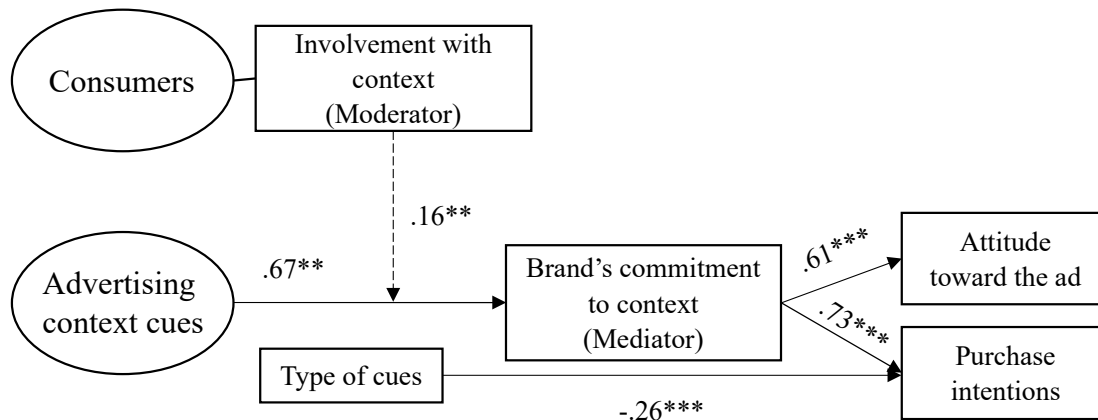 Consumers
Involvement with
context
(Moderator)
.16**
Advertising
context cues
.67**
Brand’s commitment
to context
(Mediator)
.61***
.73***
Attitude
toward the ad
Type of cues
-.26***
Purchase
intentions